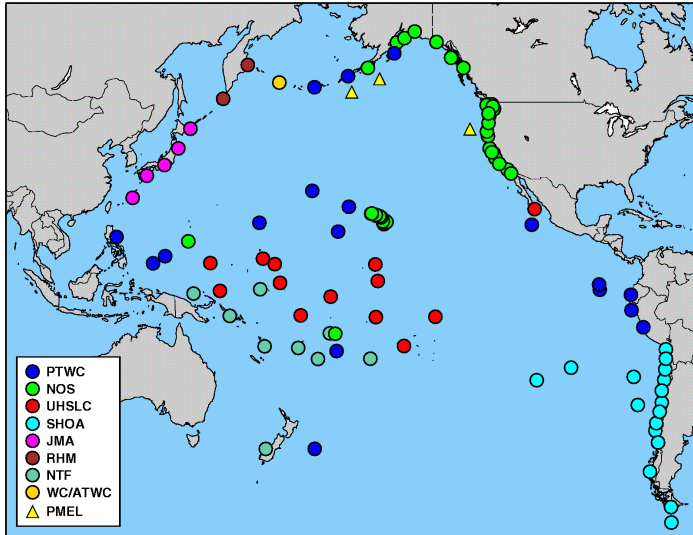 PTWC
NOS
UHSLC
SHOA
JMA
RHM
NTF
WC/ATWC
PMEL